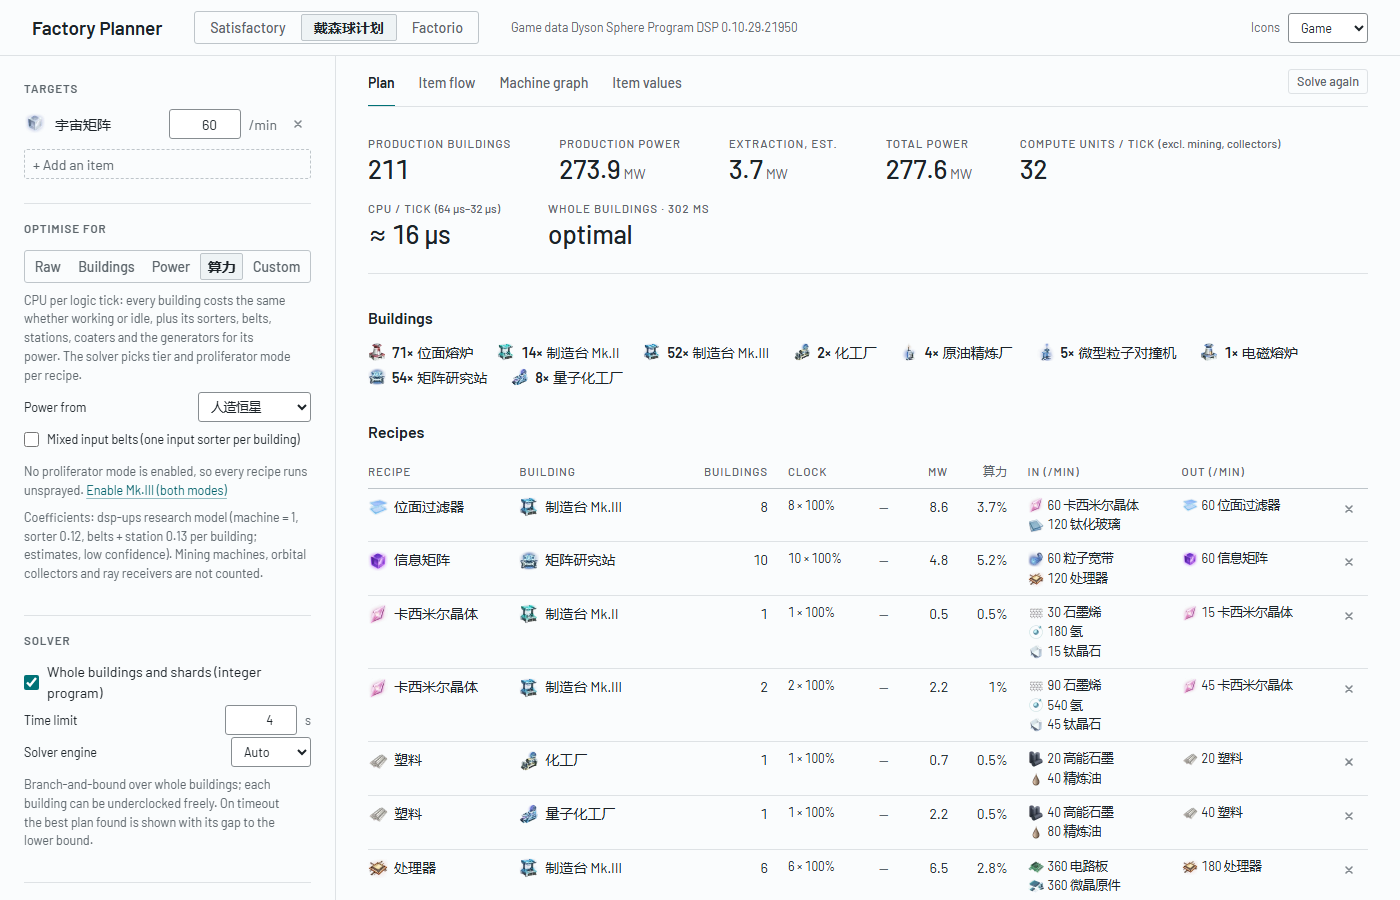 Factory Planner
Satisfactory 戴森球计划 Factorio
Game data Dyson Sphere Program DSP 0.10.29.21950
Icons Game
TARGETS
宇宙矩阵 60 /min ×
+ Add an item
OPTIMISE FOR
Raw Buildings Power 算力 Custom
CPU per logic tick: every building costs the same
whether working or idle, plus its sorters, belts,
stations, coaters and the generators for its
power. The solver picks tier and proliferator mode
per recipe.
Power from 人造恒星
Mixed input belts (one input sorter per building)
No proliferator mode is enabled, so every recipe runs
unsprayed. Enable Mk.III (both modes)
Coefficients: dsp-ups research model (machine = 1,
sorter 0.12, belts + station 0.13 per building;
estimates, low confidence). Mining machines, orbital
collectors and ray receivers are not counted.
SOLVER
Whole buildings and shards (integer
program)
Time limit 4 s
Solver engine Auto
Branch-and-bound over whole buildings; each
building can be underclocked freely. On timeout
the best plan found is shown with its gap to the
lower bound.
Plan Item flow Machine graph Item values
Solve again
PRODUCTION BUILDINGS PRODUCTION POWER EXTRACTION, EST. TOTAL POWER COMPUTE UNITS / TICK (excl. mining, collectors)
211 273.9 MW 3.7 MW 277.6 MW 32
CPU / TICK (64 µs–32 µs) WHOLE BUILDINGS · 302 MS
≈ 16 µs optimal
Buildings
71× 位面熔炉 14× 制造台 Mk.II 52× 制造台 Mk.III 2× 化工厂 4× 原油精炼厂 5× 微型粒子对撞机 1× 电磁熔炉
54× 矩阵研究站 8× 量子化工厂
Recipes
RECIPE BUILDING BUILDINGS CLOCK MW 算力 IN (/MIN) OUT (/MIN)
位面过滤器 制造台 Mk.III 8 8 × 100% — 8.6 3.7% 60 卡西米尔晶体 60 位面过滤器 ×
120 钛化玻璃
信息矩阵 矩阵研究站 10 10 × 100% — 4.8 5.2% 60 粒子宽带 60 信息矩阵 ×
120 处理器
卡西米尔晶体 制造台 Mk.II 1 1 × 100% — 0.5 0.5% 30 石墨烯 15 卡西米尔晶体 ×
180 氢
15 钛晶石
卡西米尔晶体 制造台 Mk.III 2 2 × 100% — 2.2 1% 90 石墨烯 45 卡西米尔晶体 ×
540 氢
45 钛晶石
塑料 化工厂 1 1 × 100% — 0.7 0.5% 20 高能石墨 20 塑料 ×
40 精炼油
塑料 量子化工厂 1 1 × 100% — 2.2 0.5% 40 高能石墨 40 塑料 ×
80 精炼油
处理器 制造台 Mk.III 6 6 × 100% — 6.5 2.8% 360 电路板 180 处理器 ×
360 微晶原件